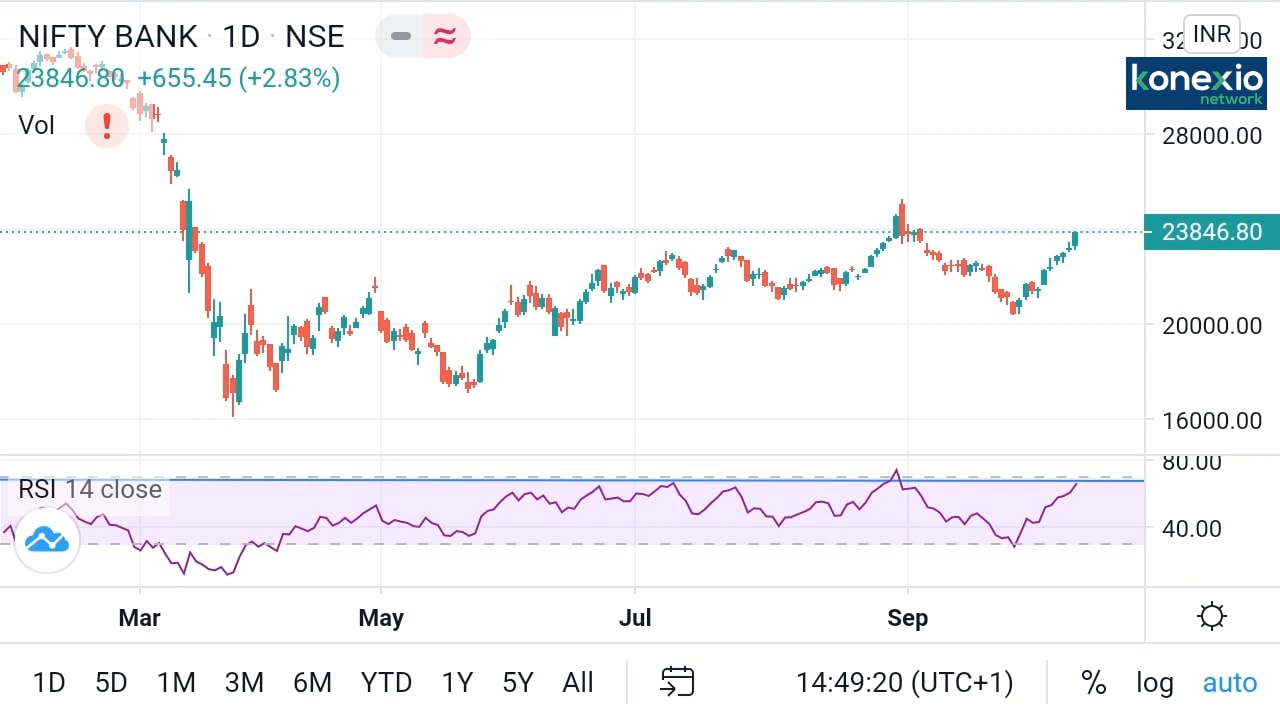 NIFTY BANK · 1D · NSE
23846.80 +655.45 (+2.83%)
Vol
INR
konexio
network
28000.00
23846.80
20000.00
16000.00
80.00
RSI 14 close
40.00
Mar May Jul Sep
1D 5D 1M 3M 6M YTD 1Y 5Y All 14:49:20 (UTC+1) % log auto